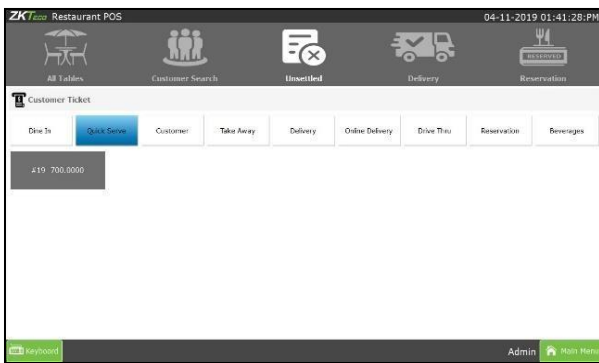 ZKTeco Restaurant POS
04-11-2019 01:41:28:PM
All Tables
Customer Search
Unsettled
Delivery
RESERVED
Reservation
Customer Ticket
Dine In
Quick Serve
Customer
Take Away
Delivery
Online Delivery
Drive Thru
Reservation
Beverages
#19 700.0000
Keyboard
Admin
Main Menu